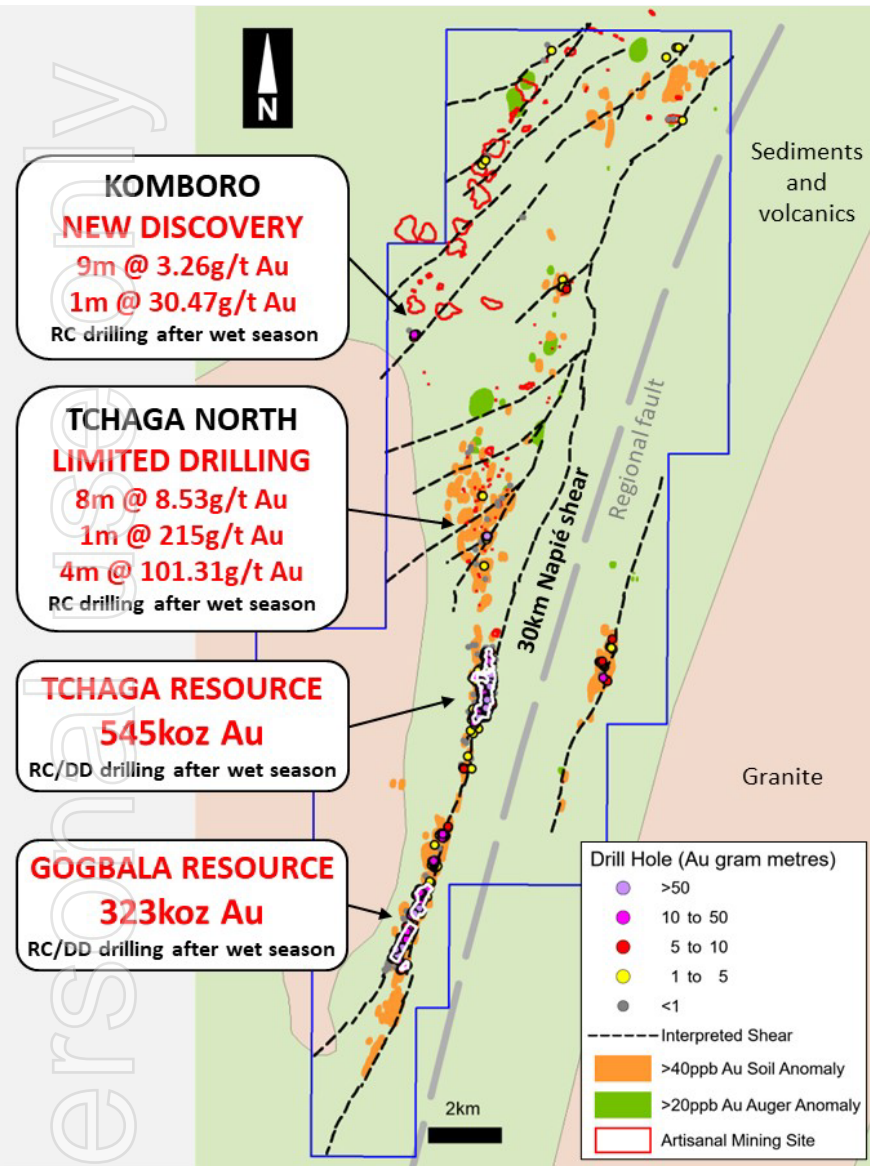 N
KOMBORO
NEW DISCOVERY
9m @ 3.26g/t Au
1m @ 30.47g/t Au
RC drilling after wet season
TCHAGA NORTH
LIMITED DRILLING
8m @ 8.53g/t Au
1m @ 215g/t Au
4m @ 101.31g/t Au
RC drilling after wet season
TCHAGA RESOURCE
545koz Au
RC/DD drilling after wet season
GOGBALA RESOURCE
323koz Au
RC/DD drilling after wet season
Sediments
and
volcanics
Regional fault
30km Napié shear
Granite
2km
Drill Hole (Au gram metres)
>50
10 to 50
5 to 10
1 to 5
<1
Interpreted Shear
>40ppb Au Soil Anomaly
>20ppb Au Auger Anomaly
Artisanal Mining Site
ersonal use only